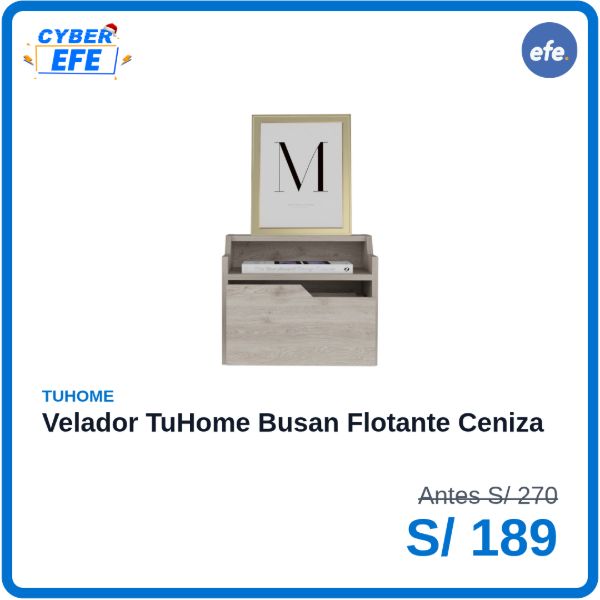 CYBER
EFE
efe.
M
TUHOME
Velador TuHome Busan Flotante Ceniza
Antes S/ 270
S/ 189